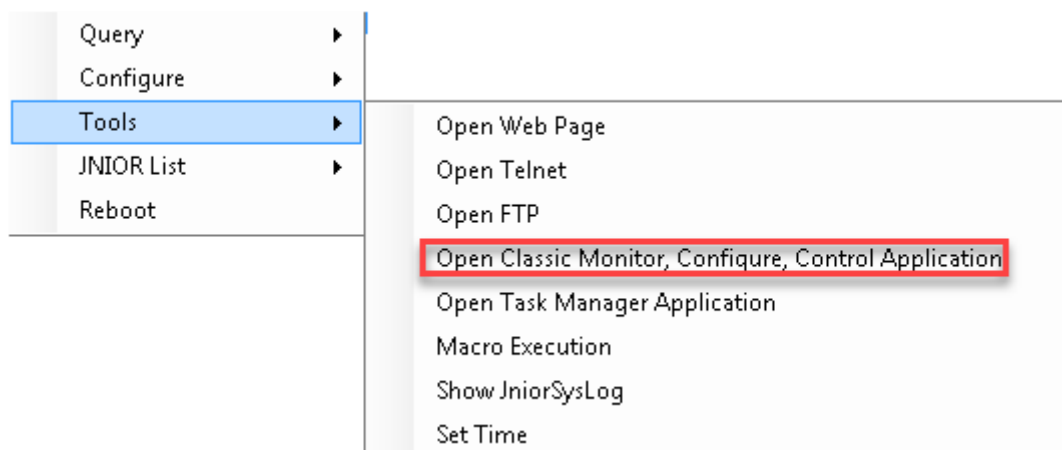 Query
Configure
Tools
JNIOR List
Reboot
Open Web Page
Open Telnet
Open FTP
Open Classic Monitor, Configure, Control Application
Open Task Manager Application
Macro Execution
Show JniorSysLog
Set Time